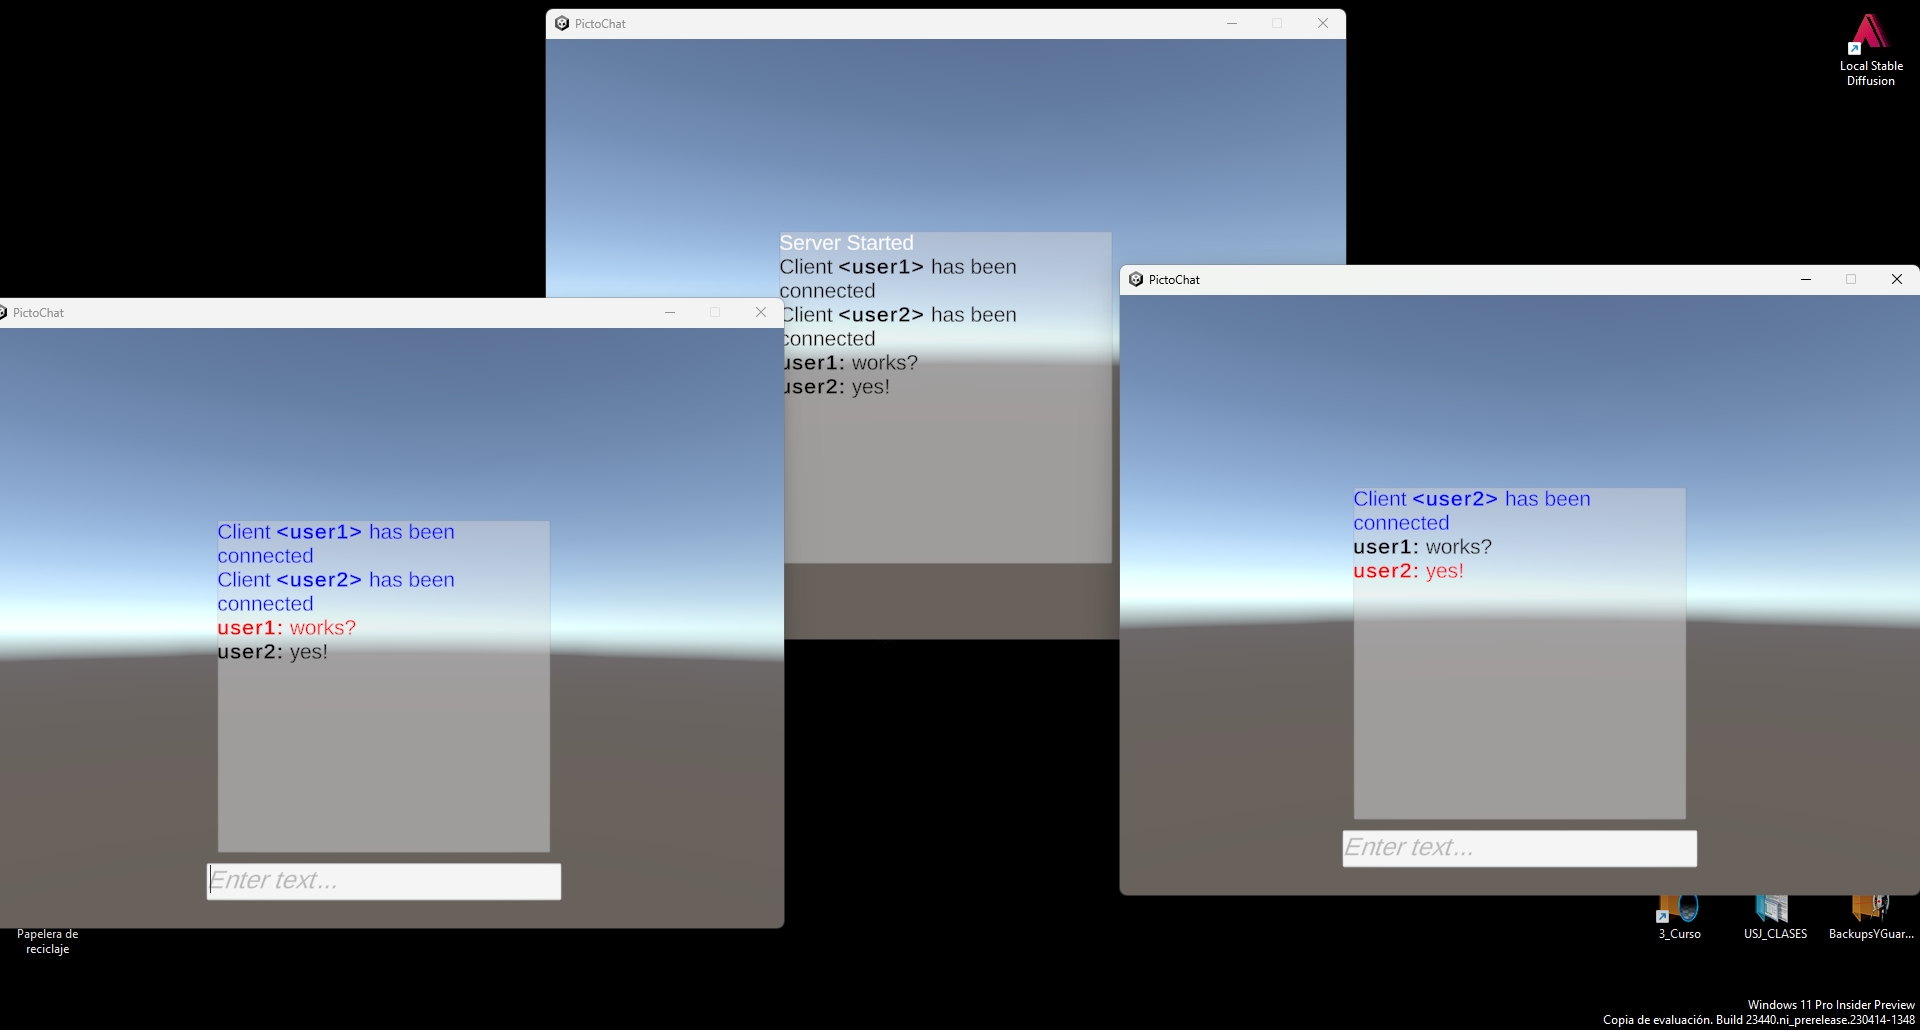 PictoChat
Server Started
Client <user1> has been
connected
Client <user2> has been
connected
user1: works?
user2: yes!
PictoChat
Client <user1> has been
connected
Client <user2> has been
connected
user1: works?
user2: yes!
Enter text...
PictoChat
Client <user2> has been
connected
user1: works?
user2: yes!
Enter text...
Local Stable
Diffusion
Papelera de
reciclaje
3_Curso
USJ_CLASES
BackupsYGuar...
Windows 11 Pro Insider Preview
Copia de evaluación. Build 23440.ni_prerelease.230414-1348